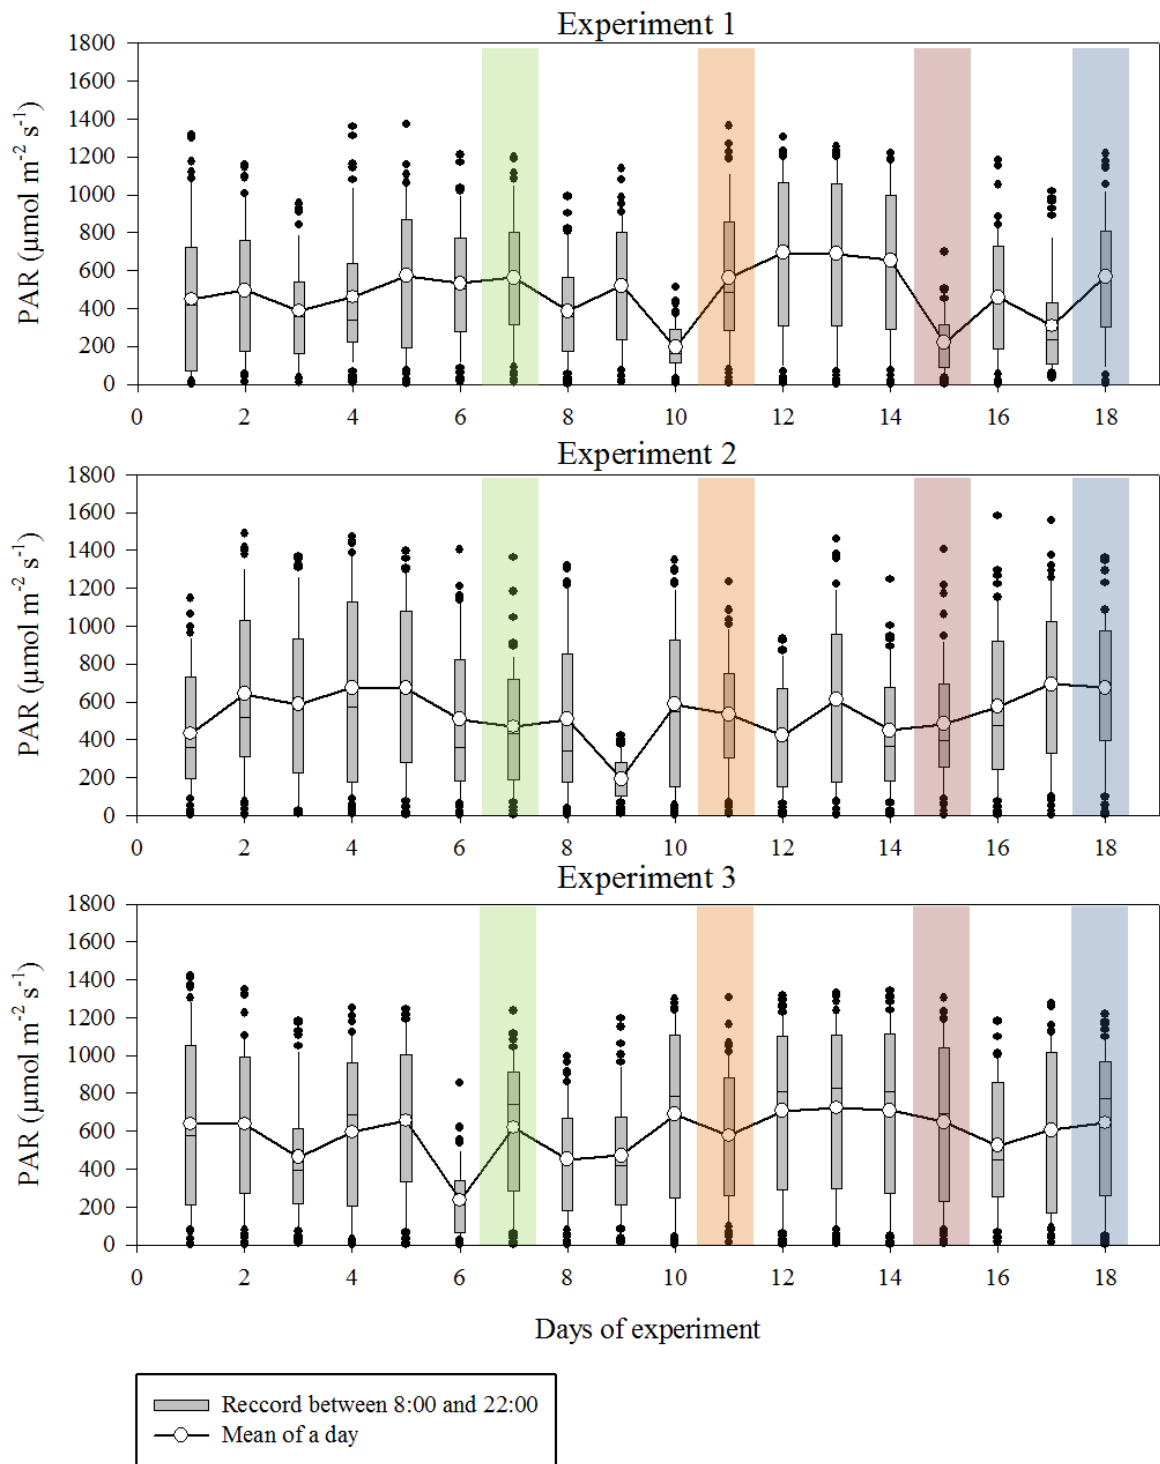 Experiment 1
PAR (µmol m⁻² s⁻¹)
1800
1600
1400
1200
1000
800
600
400
200
0
0 2 4 6 8 10 12 14 16 18
Experiment 2
PAR (µmol m⁻² s⁻¹)
1800
1600
1400
1200
1000
800
600
400
200
0
0 2 4 6 8 10 12 14 16 18
Experiment 3
PAR (µmol m⁻² s⁻¹)
1800
1600
1400
1200
1000
800
600
400
200
0
0 2 4 6 8 10 12 14 16 18
Days of experiment
Reccord between 8:00 and 22:00
Mean of a day